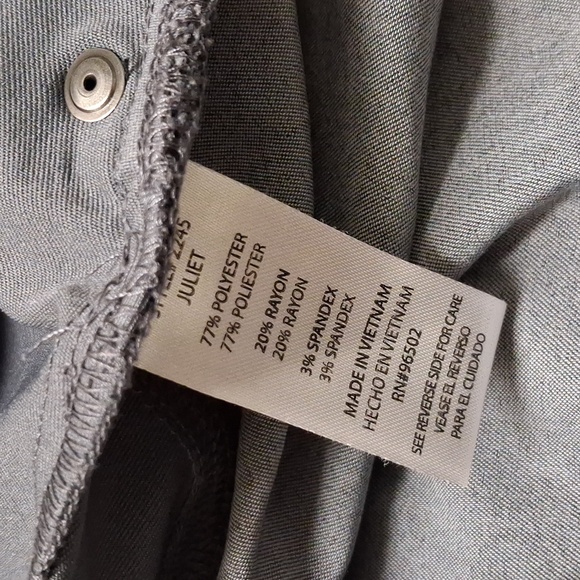 JULIET
77% POLYESTER
77% POLIESTER
20% RAYON
20% RAYON
3% SPANDEX
3% SPANDEX
MADE IN VIETNAM
HECHO EN VIETNAM
RN#96502
SEE REVERSE SIDE FOR CARE
VEASE EL REVERSO
PARA EL CUIDADO